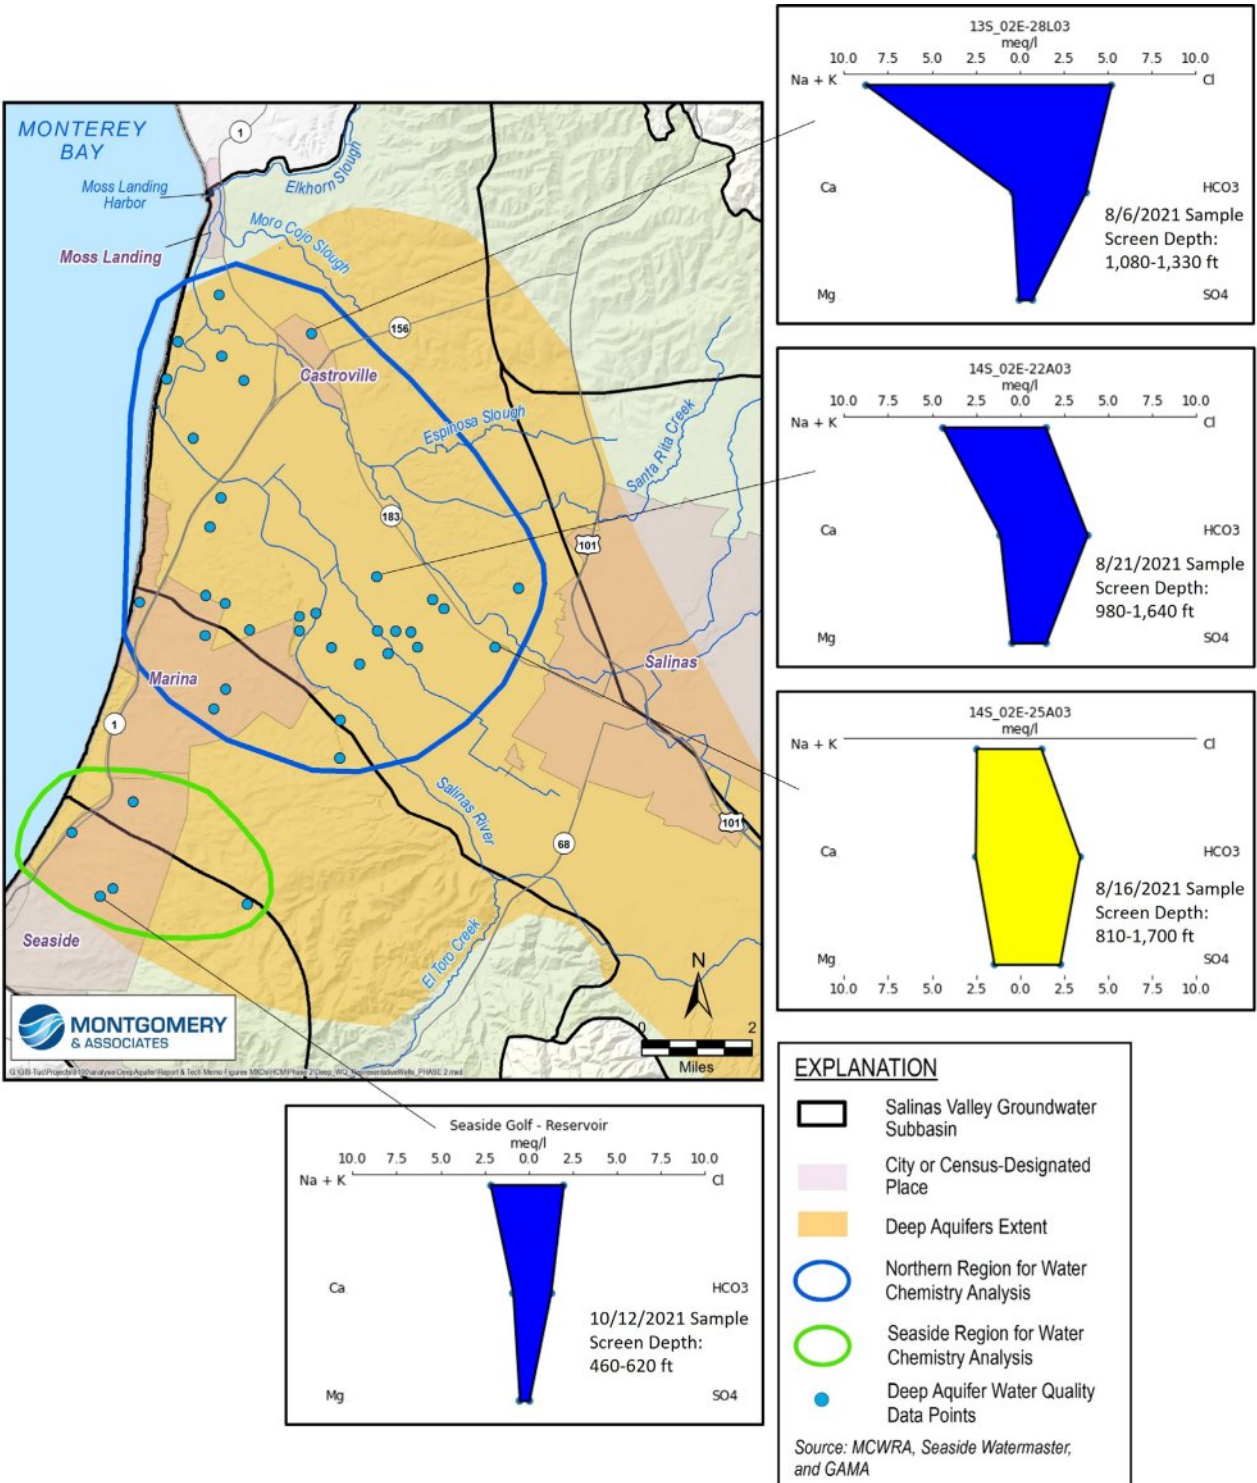 MONTEREY
BAY
Moss Landing
Harbor
Elkhorn Slough
Moro Cojo Slough
Moss Landing
1
156
Castroville
Espinosa Slough
Santa Rita Creek
183
101
Salinas
Marina
1
Salinas River
68
101
El Toro Creek
Seaside
N
0 2
Miles
MONTGOMERY
& ASSOCIATES
13S_02E-28L03
meq/l
10.0 7.5 5.0 2.5 0.0 2.5 5.0 7.5 10.0
Na + K Cl
Ca HCO3
8/6/2021 Sample
Screen Depth:
1,080-1,330 ft
Mg SO4
14S_02E-22A03
meq/l
10.0 7.5 5.0 2.5 0.0 2.5 5.0 7.5 10.0
Na + K Cl
Ca HCO3
8/21/2021 Sample
Screen Depth:
980-1,640 ft
Mg SO4
14S_02E-25A03
meq/l
Na + K Cl
Ca HCO3
8/16/2021 Sample
Screen Depth:
810-1,700 ft
Mg SO4
10.0 7.5 5.0 2.5 0.0 2.5 5.0 7.5 10.0
Seaside Golf - Reservoir
meq/l
10.0 7.5 5.0 2.5 0.0 2.5 5.0 7.5 10.0
Na + K Cl
Ca HCO3
10/12/2021 Sample
Screen Depth:
460-620 ft
Mg SO4
EXPLANATION
Salinas Valley Groundwater
Subbasin
City or Census-Designated
Place
Deep Aquifers Extent
Northern Region for Water
Chemistry Analysis
Seaside Region for Water
Chemistry Analysis
Deep Aquifer Water Quality
Data Points
Source: MCWRA, Seaside Watermaster,
and GAMA